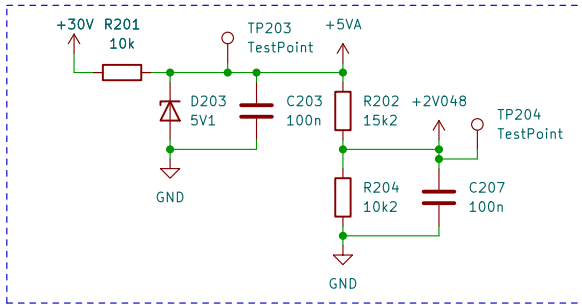 +30V R201
10k
TP203
TestPoint
+5VA
D203
5V1
C203
100n
R202
15k2
+2V048
TP204
TestPoint
GND
R204
10k2
C207
100n
GND